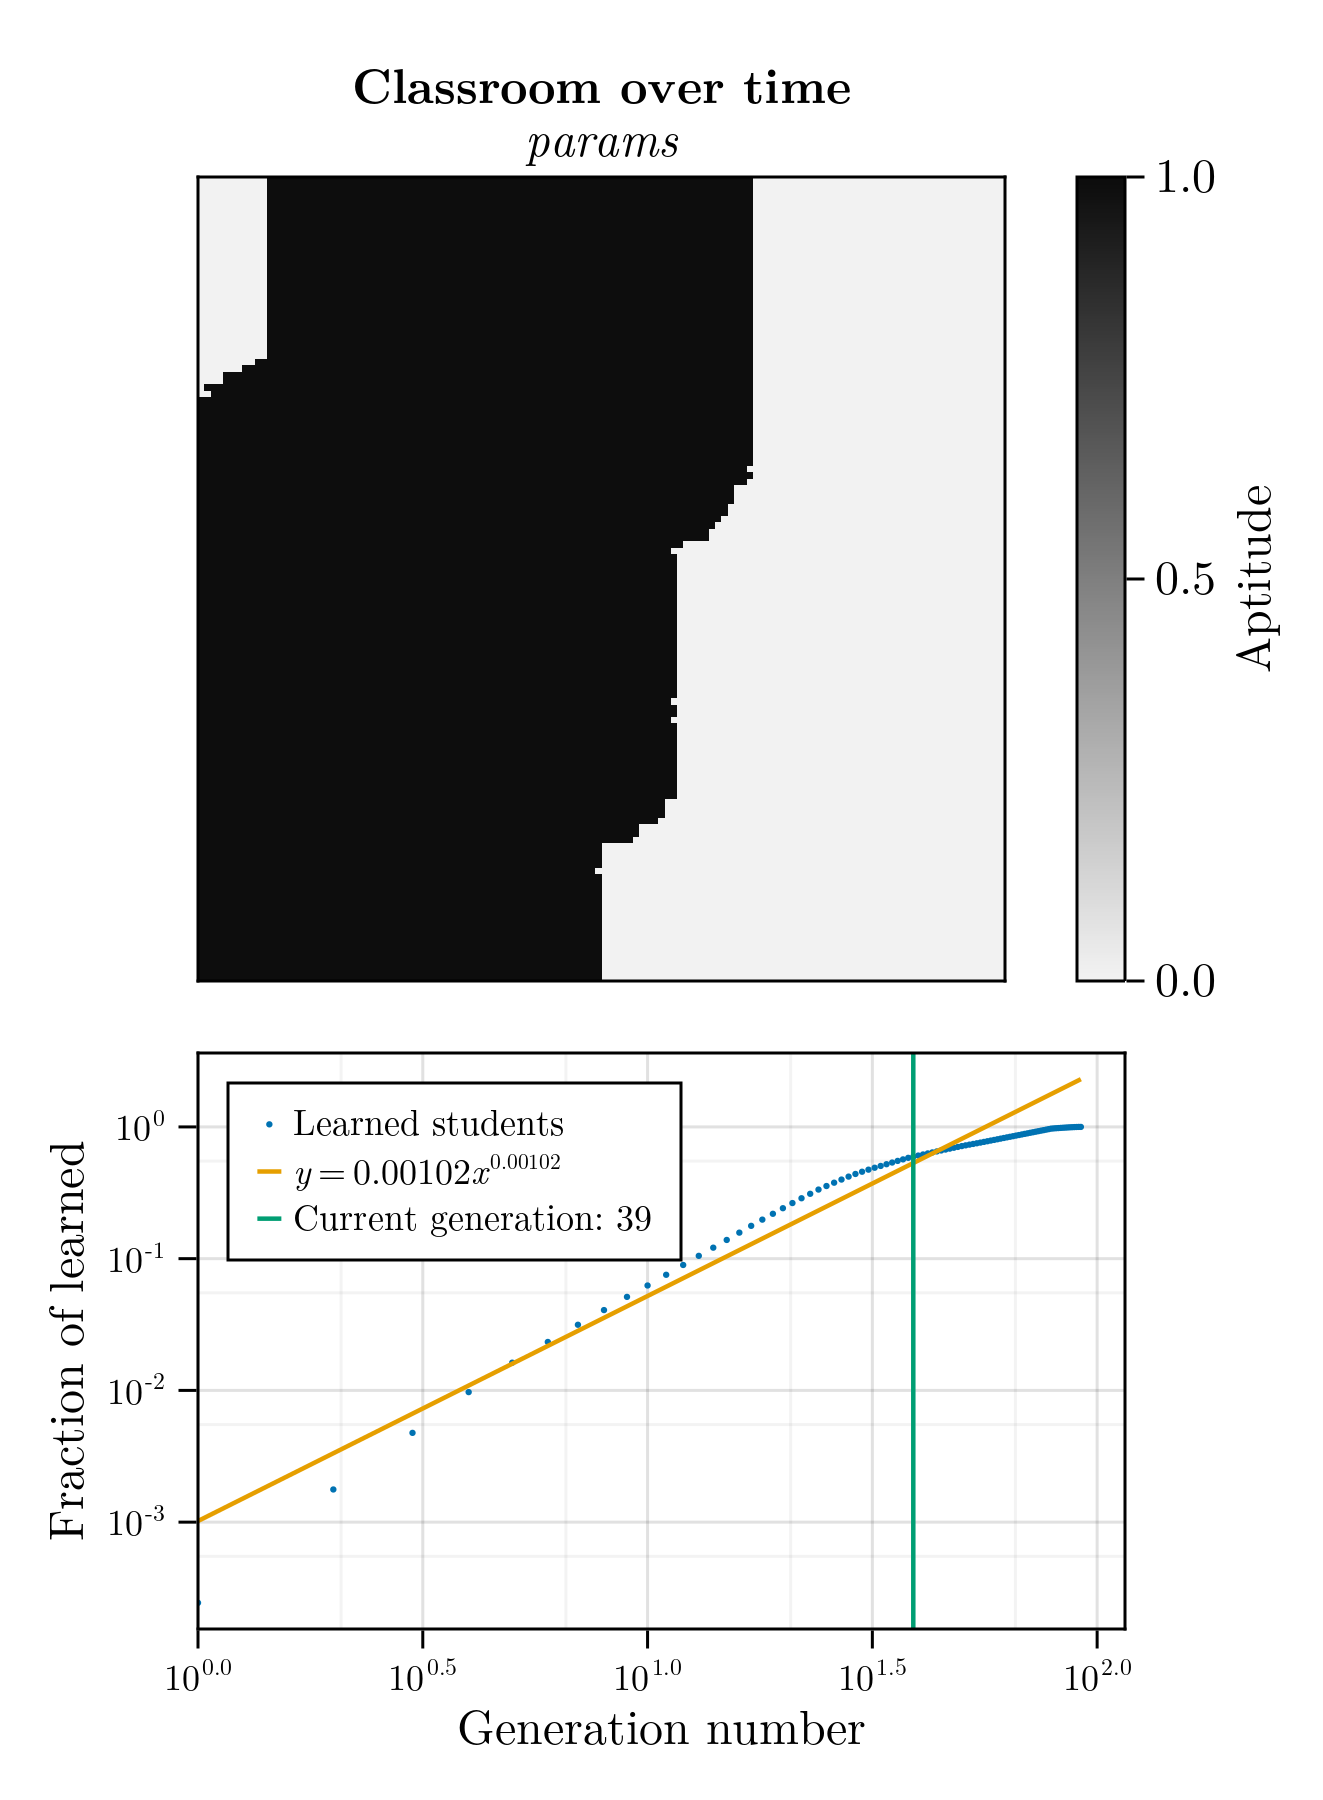 Classroom over time
params
1.0
0.5
0.0
Aptitude
Learned students
y = 0.00102x^0.00102
Current generation: 39
10^0
10^-1
10^-2
10^-3
Fraction of learned
10^0.0 10^0.5 10^1.0 10^1.5 10^2.0
Generation number